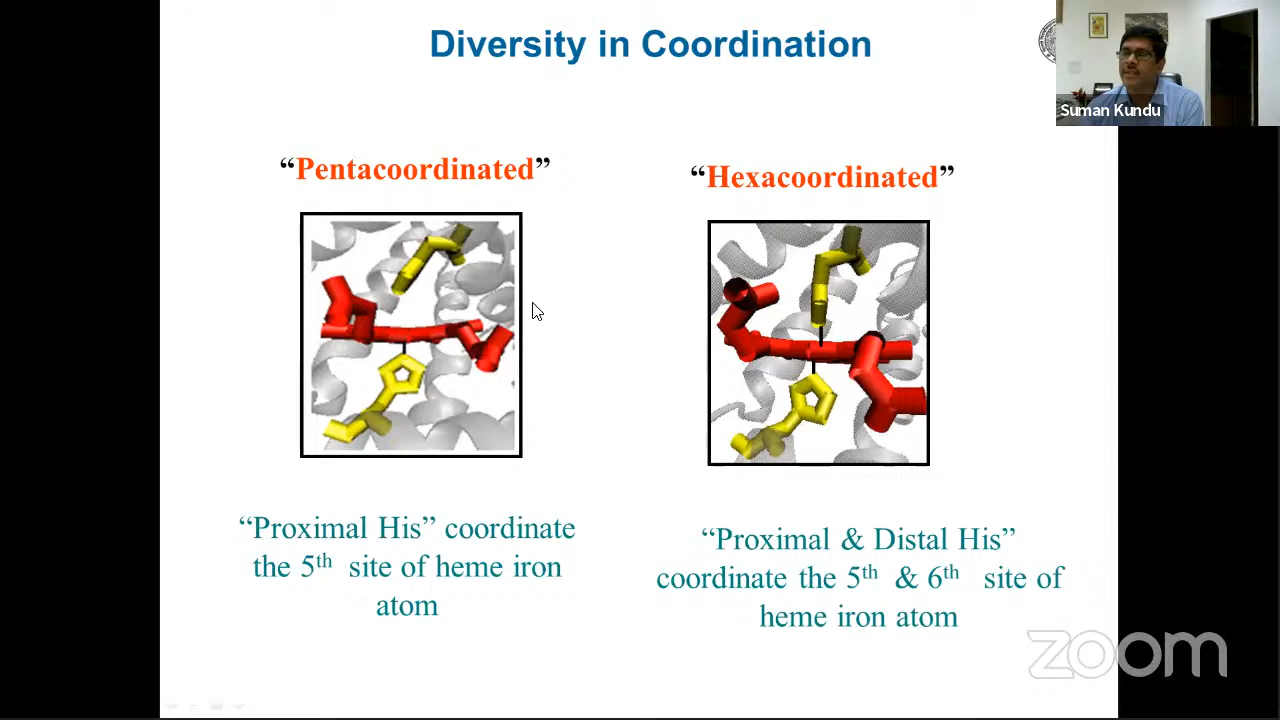 Diversity in Coordination
Suman Kundu
“Pentacoordinated”
“Hexacoordinated”
“Proximal His” coordinate
the 5th site of heme iron
atom
“Proximal & Distal His”
coordinate the 5th & 6th site of
heme iron atom
zoom